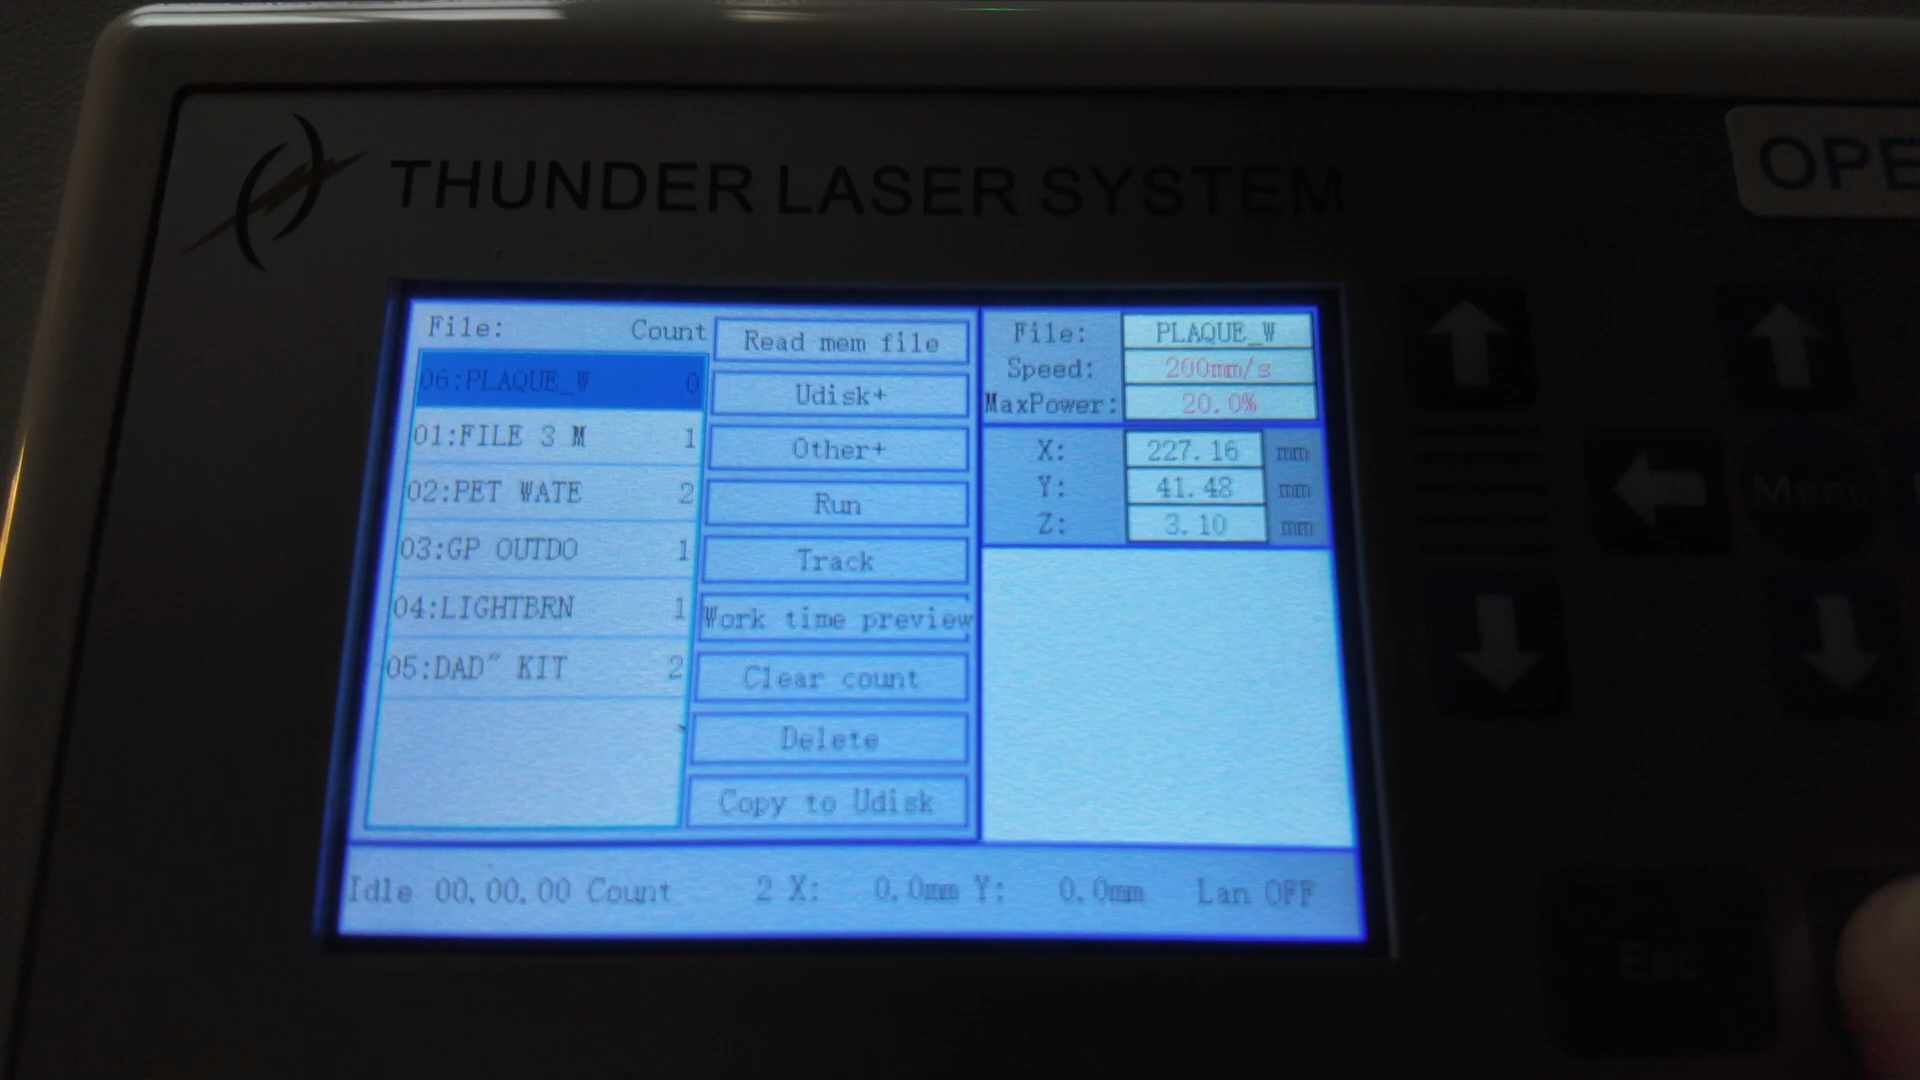 THUNDER LASER SYSTEM
OPE
File: Count
06:PLAQUE_W 0
01:FILE 3 M 1
02:PET WATE 2
03:GP OUTDO 1
04:LIGHTBRN 1
05:DAD~ KIT 2
Read mem file
Udisk+
Other+
Run
Track
Work time preview
Clear count
Delete
Copy to Udisk
File: PLAQUE_W
Speed: 200mm/s
MaxPower: 20.0%
X: 227.16 mm
Y: 41.48 mm
Z: 3.10 mm
Idle 00.00.00 Count 2 X: 0.0mm Y: 0.0mm Lan OFF
Menu
Esc